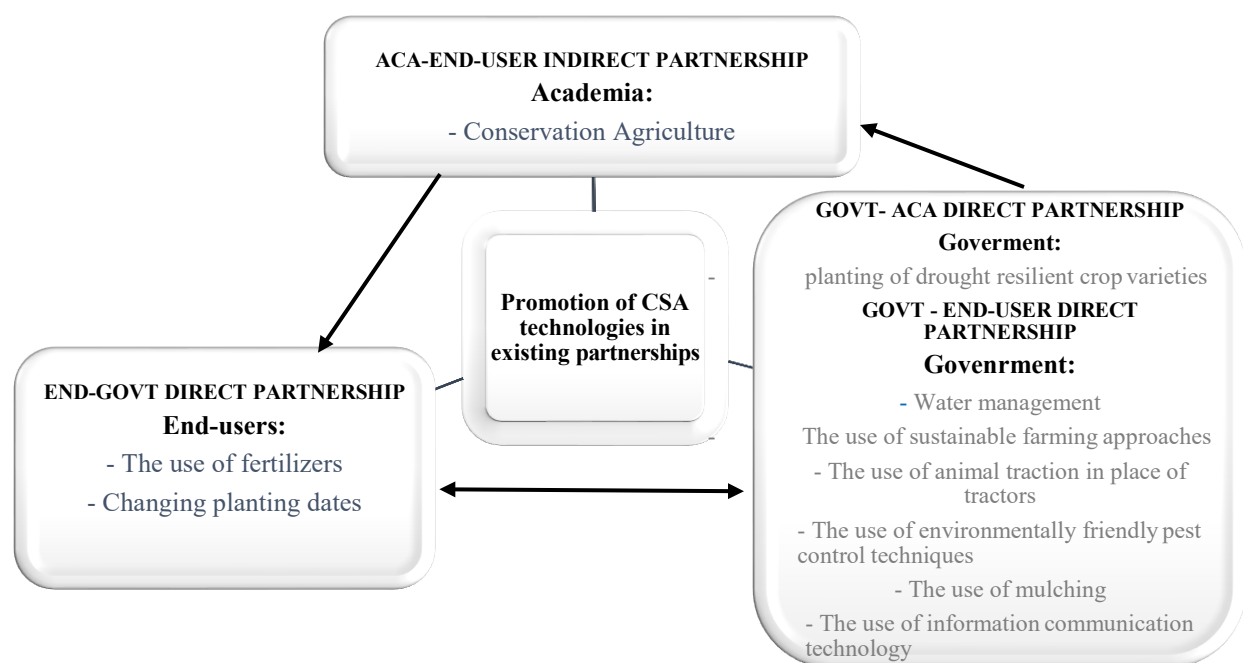 ACA-END-USER INDIRECT PARTNERSHIP
Academia:
- Conservation Agriculture
Promotion of CSA
technologies in
existing partnerships
-
-
END-GOVT DIRECT PARTNERSHIP
End-users:
- The use of fertilizers
- Changing planting dates
GOVT- ACA DIRECT PARTNERSHIP
Goverment:
planting of drought resilient crop varieties
GOVT - END-USER DIRECT
PARTNERSHIP
Govenrment:
- Water management
The use of sustainable farming approaches
- The use of animal traction in place of
tractors
- The use of environmentally friendly pest
control techniques
- The use of mulching
- The use of information communication
technology